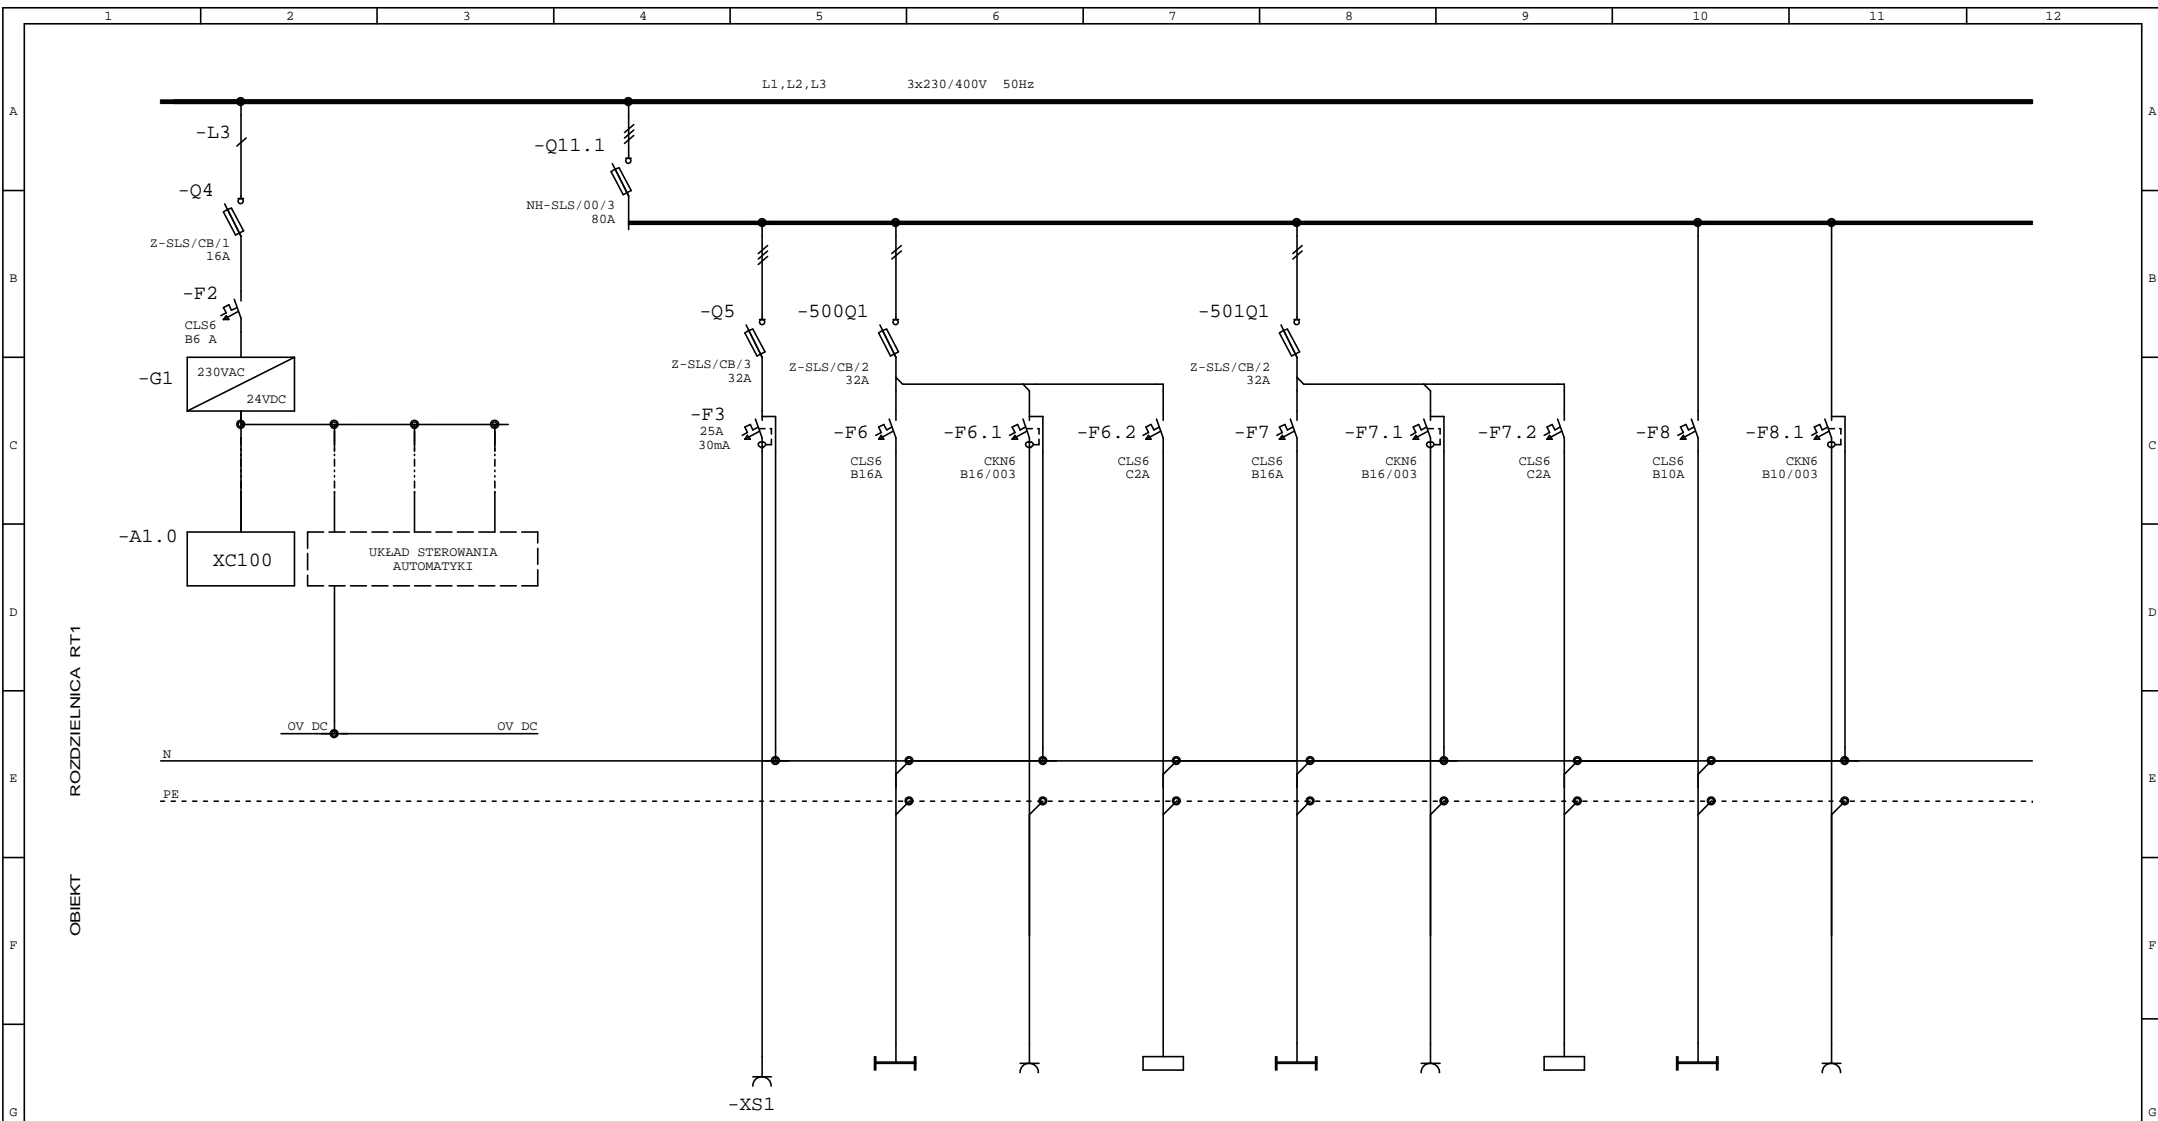 1 2 3 4 5 6 7 8 9 10 11 12
L1,L2,L3 3x230/400V 50Hz
A A
-L3
-Q11.1
-Q4
NH-SLS/00/3
80A
Z-SLS/CB/1
16A
B B
-F2
CLS6
B6 A
-Q5 -500Q1 -501Q1
Z-SLS/CB/3
32A
Z-SLS/CB/2
32A
Z-SLS/CB/2
32A
-G1
230VAC
24VDC
C C
-F3
25A
30mA
-F6
CLS6
B16A
-F6.1
CKN6
B16/003
-F6.2
CLS6
C2A
-F7
CLS6
B16A
-F7.1
CKN6
B16/003
-F7.2
CLS6
C2A
-F8
CLS6
B10A
-F8.1
CKN6
B10/003
-A1.0
XC100
UKŁAD STEROWANIA
AUTOMATYKI
D D
ROZDZIELNICA RT1
OV DC OV DC
N
E E
PE
OBIEKT
F F
-XS1
G G